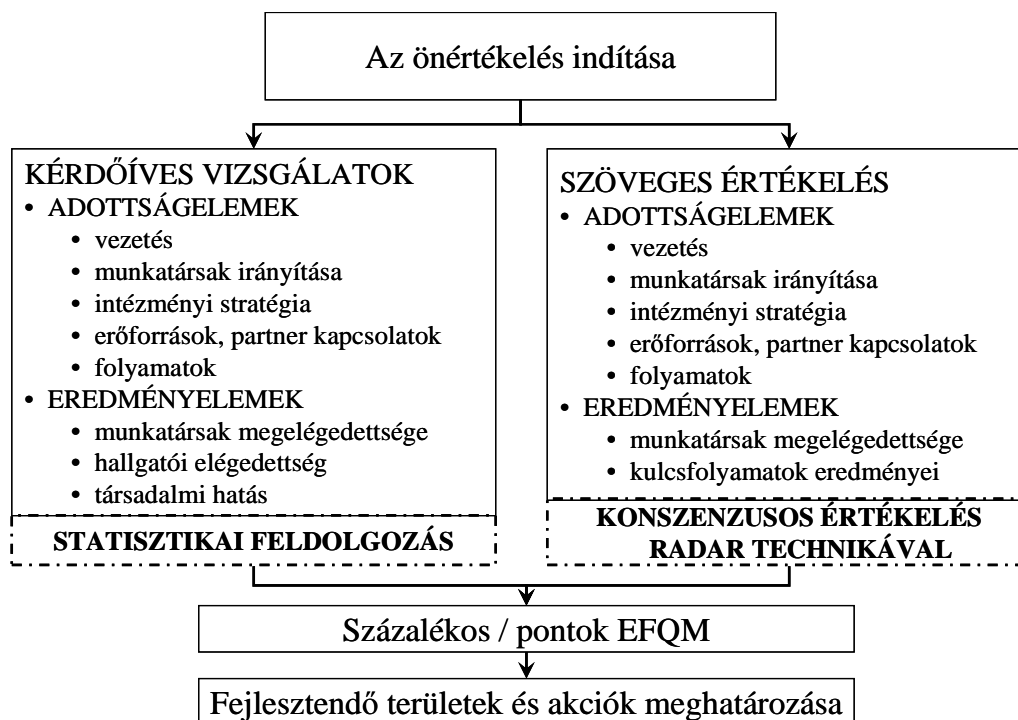 Az önértékelés indítása
KÉRDŐÍVES VIZSGÁLATOK
• ADOTTSÁGELEMEK
• vezetés
• munkatársak irányítása
• intézményi stratégia
• erőforrások, partner kapcsolatok
• folyamatok
• EREDMÉNYELEMEK
• munkatársak megelégedettsége
• hallgatói elégedettség
• társadalmi hatás
STATISZTIKAI FELDOLGOZÁS
SZÖVEGES ÉRTÉKELÉS
• ADOTTSÁGELEMEK
• vezetés
• munkatársak irányítása
• intézményi stratégia
• erőforrások, partner kapcsolatok
• folyamatok
• EREDMÉNYELEMEK
• munkatársak megelégedettsége
• kulcsfolyamatok eredményei
KONSZENZUSOS ÉRTÉKELÉS
RADAR TECHNIKÁVAL
Százalékos / pontok EFQM
Fejlesztendő területek és akciók meghatározása